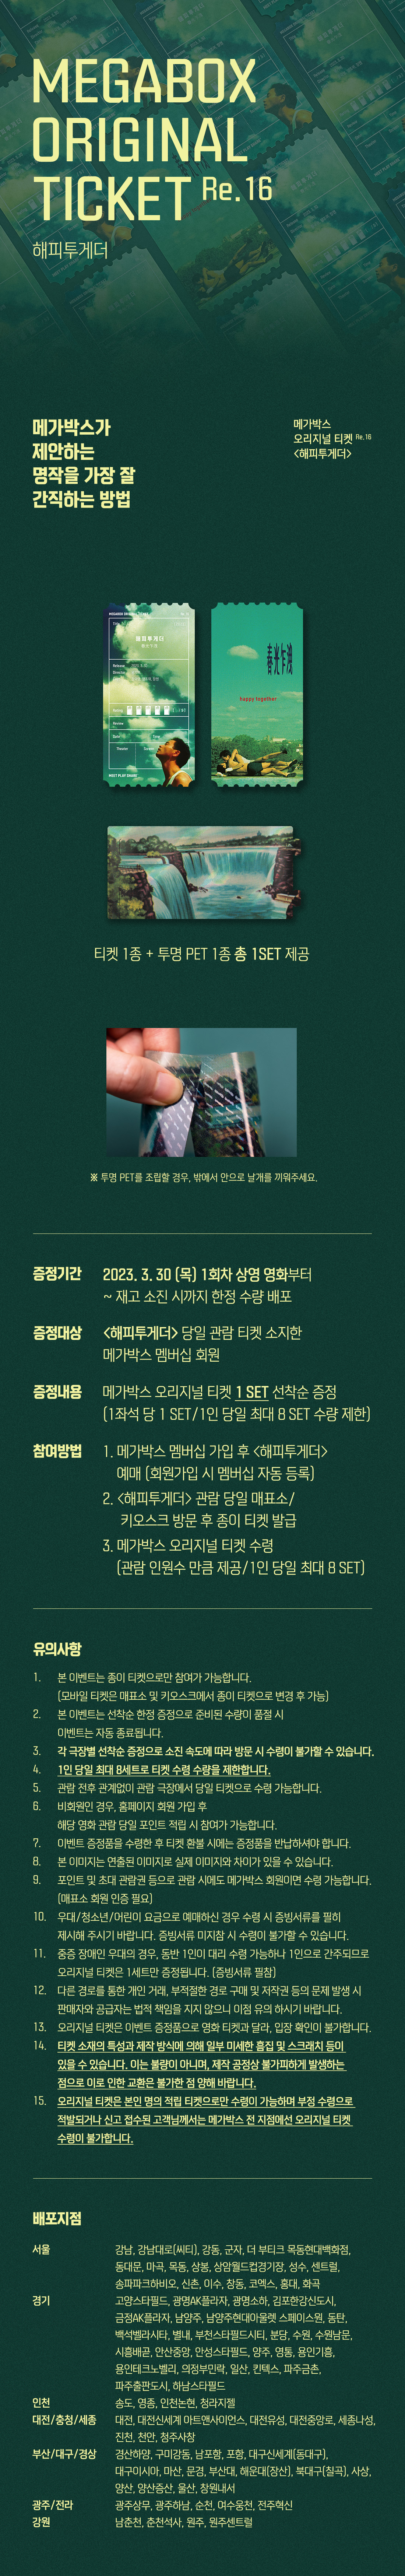 MEGABOX
ORIGINAL
TICKET Re.16
해피투게더
메가박스가
제안하는
명작을 가장 잘
간직하는 방법
메가박스
오리지널 티켓 Re.16
<해피투게더>
해피투게더
春光乍洩
Release
Rating
Review
Date
Time
Theater
Screen
MEET PLAY SHARE
春光乍洩
happy together
티켓 1종 + 투명 PET 1종 총 1SET 제공
※ 투명 PET를 조립할 경우, 밖에서 안으로 날개를 끼워주세요.
증정기간
2023. 3. 30 (목) 1회차 상영 영화부터
~ 재고 소진 시까지 한정 수량 배포
증정대상
<해피투게더> 당일 관람 티켓 소지한
메가박스 멤버십 회원
증정내용
메가박스 오리지널 티켓 1 SET 선착순 증정
(1좌석 당 1 SET/1인 당일 최대 8 SET 수량 제한)
참여방법
1. 메가박스 멤버십 가입 후 <해피투게더>
예매 (회원가입 시 멤버십 자동 등록)
2. <해피투게더> 관람 당일 매표소/
키오스크 방문 후 종이 티켓 발급
3. 메가박스 오리지널 티켓 수령
(관람 인원수 만큼 제공/1인 당일 최대 8 SET)
유의사항
1. 본 이벤트는 종이 티켓으로만 참여가 가능합니다.
(모바일 티켓은 매표소 및 키오스크에서 종이 티켓으로 변경 후 가능)
2. 본 이벤트는 선착순 한정 증정으로 준비된 수량이 품절 시
이벤트는 자동 종료됩니다.
3. 각 극장별 선착순 증정으로 소진 속도에 따라 방문 시 수령이 불가할 수 있습니다.
4. 1인 당일 최대 8세트로 티켓 수령 수량을 제한합니다.
5. 관람 전후 관계없이 관람 극장에서 당일 티켓으로 수령 가능합니다.
6. 비회원인 경우, 홈페이지 회원 가입 후
해당 영화 관람 당일 포인트 적립 시 참여가 가능합니다.
7. 이벤트 증정품을 수령한 후 티켓 환불 시에는 증정품을 반납하셔야 합니다.
8. 본 이미지는 연출된 이미지로 실제 이미지와 차이가 있을 수 있습니다.
9. 포인트 및 초대 관람권 등으로 관람 시에도 메가박스 회원이면 수령 가능합니다.
(매표소 회원 인증 필요)
10. 우대/청소년/어린이 요금으로 예매하신 경우 수령 시 증빙서류를 필히
제시해 주시기 바랍니다. 증빙서류 미지참 시 수령이 불가할 수 있습니다.
11. 중증 장애인 우대의 경우, 동반 1인이 대리 수령 가능하나 1인으로 간주되므로
오리지널 티켓은 1세트만 증정됩니다. (증빙서류 필참)
12. 다른 경로를 통한 개인 거래, 부적절한 경로 구매 및 저작권 등의 문제 발생 시
판매자와 공급자는 법적 책임을 지지 않으니 이점 유의 하시기 바랍니다.
13. 오리지널 티켓은 이벤트 증정품으로 영화 티켓과 달라, 입장 확인이 불가합니다.
14. 티켓 소재의 특성과 제작 방식에 의해 일부 미세한 흠집 및 스크래치 등이
있을 수 있습니다. 이는 불량이 아니며, 제작 공정상 불가피하게 발생하는
점으로 이로 인한 교환은 불가한 점 양해 바랍니다.
15. 오리지널 티켓은 본인 명의 적립 티켓으로만 수령이 가능하며 부정 수령으로
적발되거나 신고 접수된 고객님께서는 메가박스 전 지점에선 오리지널 티켓
수령이 불가합니다.
배포지점
서울
강남, 강남대로(씨티), 강동, 군자, 더 부티크 목동현대백화점,
동대문, 마곡, 목동, 상봉, 상암월드컵경기장, 성수, 센트럴,
송파파크하비오, 신촌, 이수, 창동, 코엑스, 홍대, 화곡
경기
고양스타필드, 광명AK플라자, 광명소하, 김포한강신도시,
금정AK플라자, 남양주, 남양주현대아울렛 스페이스원, 동탄,
백석벨라시타, 별내, 부천스타필드시티, 분당, 수원, 수원남문,
시흥배곧, 안산중앙, 안성스타필드, 양주, 영통, 용인기흥,
용인테크노밸리, 의정부민락, 일산, 킨텍스, 파주금촌,
파주출판도시, 하남스타필드
인천
송도, 영종, 인천논현, 청라지젤
대전/충청/세종
대전, 대전신세계 아트앤사이언스, 대전유성, 대전중앙로, 세종나성,
진천, 천안, 청주사창
부산/대구/경상
경산하양, 구미강동, 남포항, 포항, 대구신세계(동대구),
대구이시아, 마산, 문경, 부산대, 해운대(장산), 북대구(칠곡), 사상,
양산, 양산증산, 울산, 창원내서
광주/전라
광주상무, 광주하남, 순천, 여수웅천, 전주혁신
강원
남춘천, 춘천석사, 원주, 원주센트럴